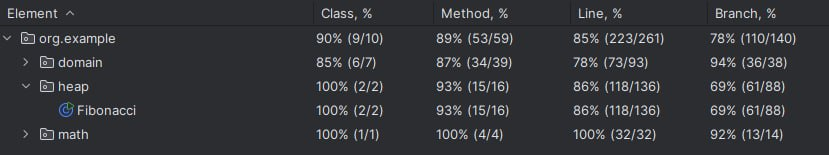 Element Class, % Method, % Line, % Branch, %
org.example 90% (9/10) 89% (53/59) 85% (223/261) 78% (110/140)
domain 85% (6/7) 87% (34/39) 78% (73/93) 94% (36/38)
heap 100% (2/2) 93% (15/16) 86% (118/136) 69% (61/88)
Fibonacci 100% (2/2) 93% (15/16) 86% (118/136) 69% (61/88)
math 100% (1/1) 100% (4/4) 100% (32/32) 92% (13/14)